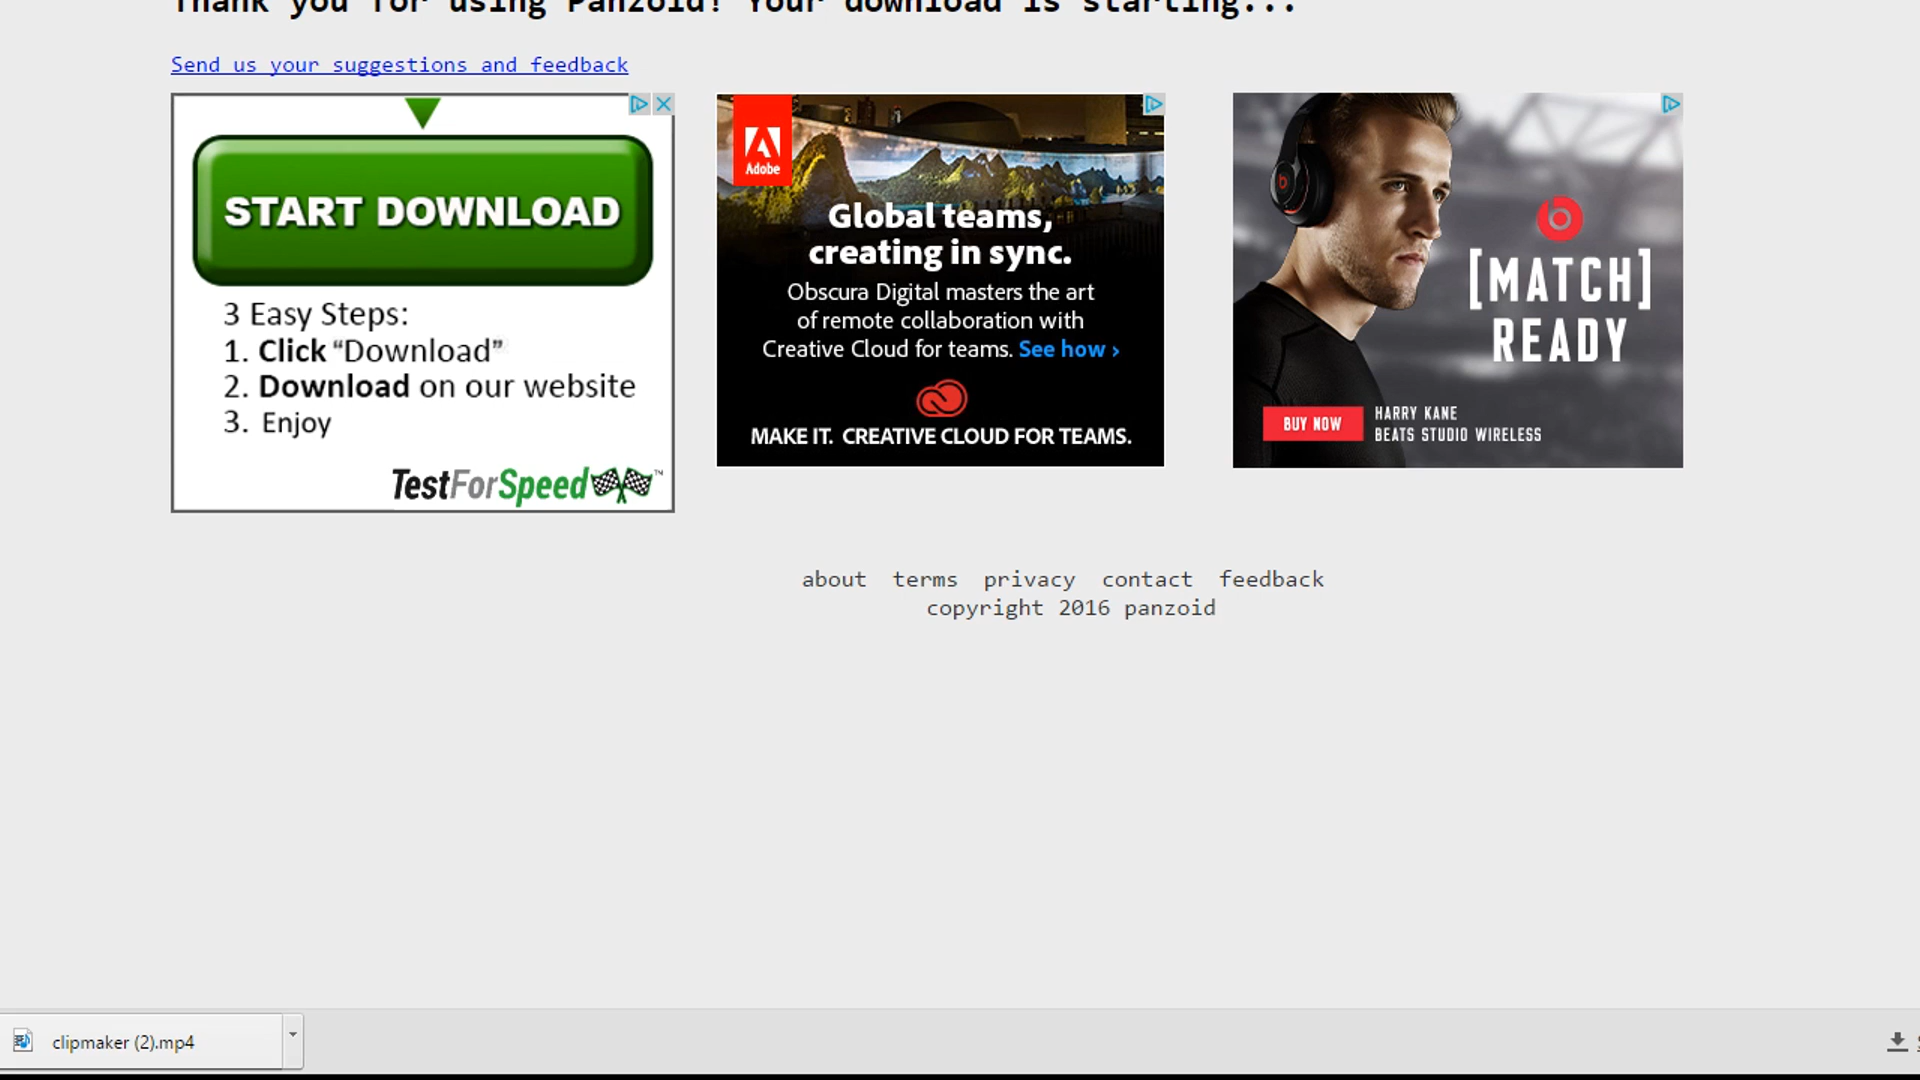 Thank you for using Panzoid! Your download is starting...
Send us your suggestions and feedback
START DOWNLOAD
3 Easy Steps:
1. Click “Download”
2. Download on our website
3. Enjoy
TestForSpeed™
Adobe
Global teams,
creating in sync.
Obscura Digital masters the art
of remote collaboration with
Creative Cloud for teams. See how ›
MAKE IT. CREATIVE CLOUD FOR TEAMS.
[MATCH]
READY
BUY NOW
HARRY KANE
BEATS STUDIO WIRELESS
about terms privacy contact feedback
copyright 2016 panzoid
clipmaker (2).mp4